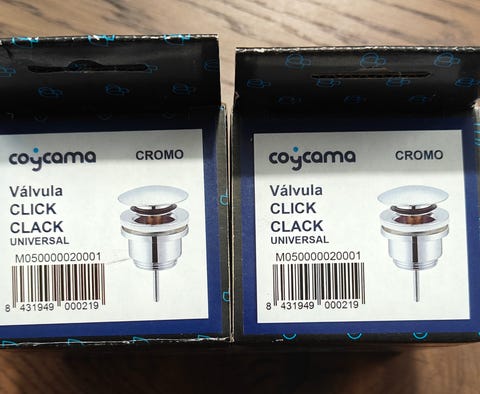 coycama CROMO
Válvula
CLICK
CLACK
UNIVERSAL
M050000020001
8 431949 000219
coycama CROMO
Válvula
CLICK
CLACK
UNIVERSAL
M050000020001
8 431949 000219